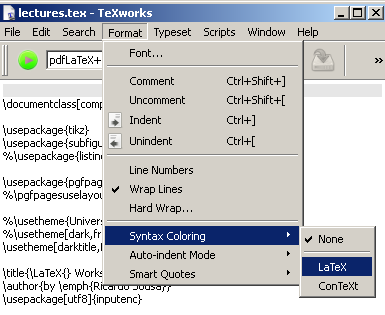 lectures.tex - TeXworks
File Edit Search Format Typeset Scripts Window Help
pdfLaTeX+
Font...
Comment Ctrl+Shift+]
Uncomment Ctrl+Shift+[
Indent Ctrl+]
Unindent Ctrl+[
Line Numbers
Wrap Lines
Hard Wrap...
Syntax Coloring
Auto-indent Mode
Smart Quotes
None
LaTeX
ConTeXt
\documentclass[comp
\usepackage{tikz}
\usepackage{subfigu
%\usepackage{listing
\usepackage{pgfpag
%\pgfpagesuselayou
%\usetheme{Univers
%\usetheme[dark,fr
\usetheme[darktitle,
\title{\LaTeX{} Works
\author{by \emph{Ricardo Sousa}}
\usepackage[utf8]{inputenc}